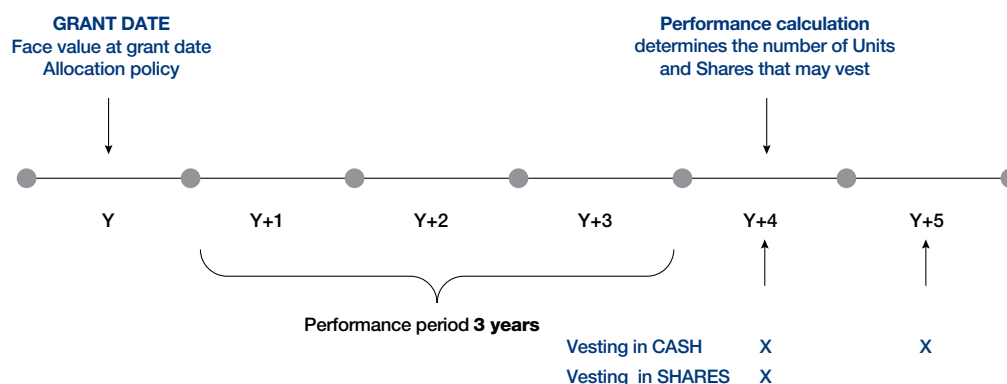 GRANT DATE
Face value at grant date
Allocation policy
Performance calculation
determines the number of Units
and Shares that may vest
Y
Y+1
Y+2
Y+3
Y+4
Y+5
Performance period 3 years
Vesting in CASH X X
Vesting in SHARES X